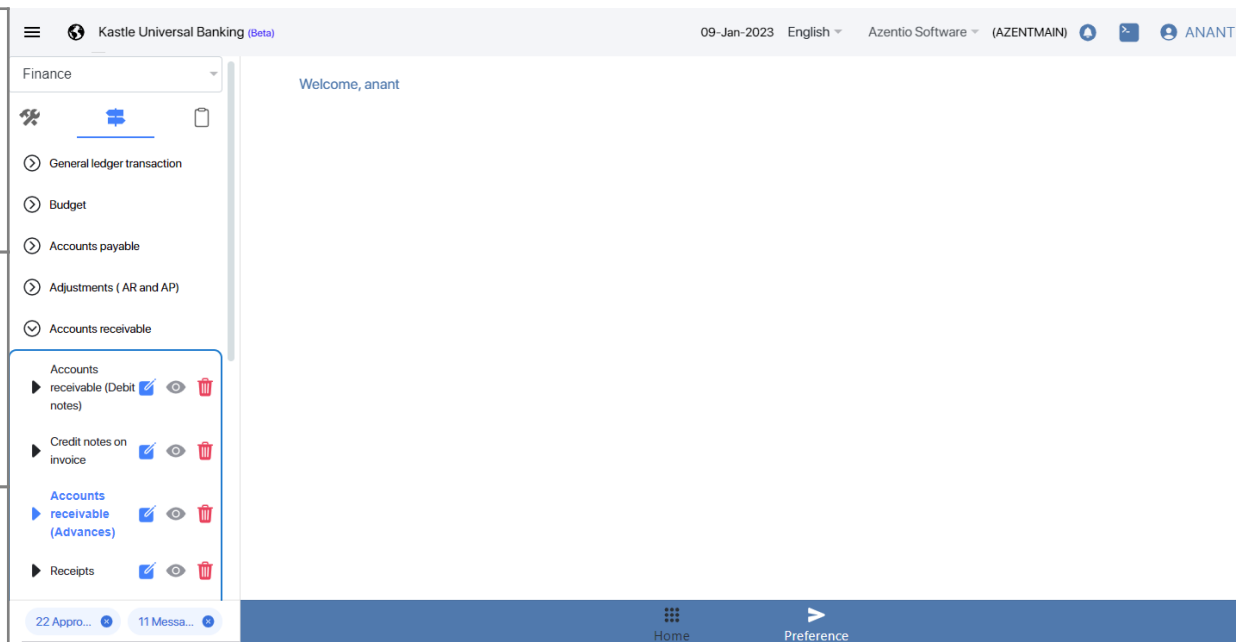 Kastle Universal Banking (Beta)
09-Jan-2023 English Azentio Software (AZENTMAIN) ANANT
Finance
Welcome, anant
General ledger transaction
Budget
Accounts payable
Adjustments ( AR and AP)
Accounts receivable
Accounts
receivable (Debit
notes)
Credit notes on
invoice
Accounts
receivable
(Advances)
Receipts
22 Appro... 11 Messa...
Home Preference